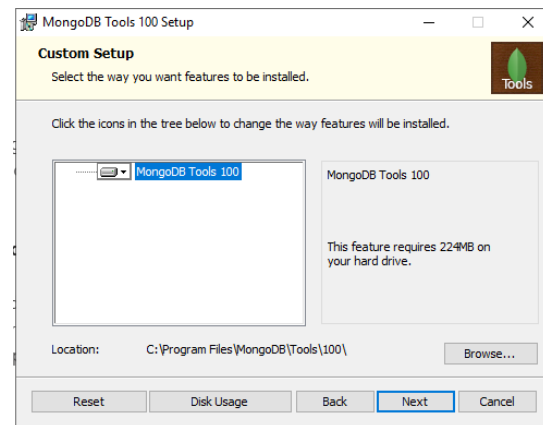 MongoDB Tools 100 Setup
Custom Setup
Select the way you want features to be installed.
Tools
Click the icons in the tree below to change the way features will be installed.
MongoDB Tools 100
MongoDB Tools 100
This feature requires 224MB on
your hard drive.
Location: C:\Program Files\MongoDB\Tools\100\
Browse...
Reset Disk Usage Back Next Cancel